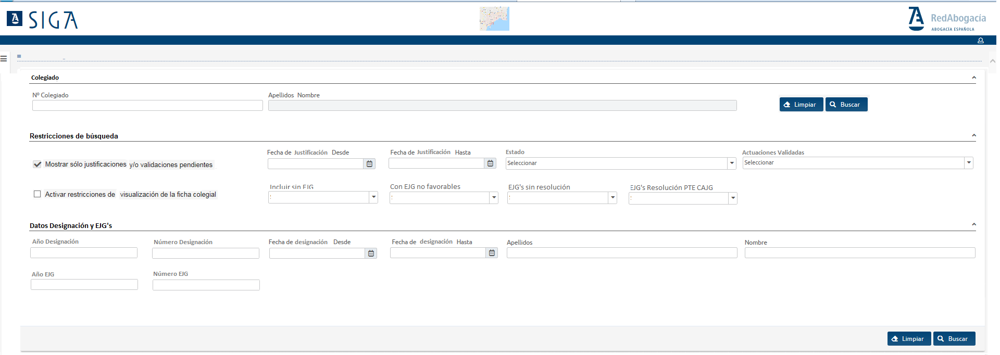 SIGA
RedAbogacía
ABOGACÍA ESPAÑOLA
Colegiado
Nº Colegiado
Apellidos Nombre
Limpiar
Buscar
Restricciones de búsqueda
Mostrar sólo justificaciones y/o validaciones pendientes
Fecha de Justificación Desde
Fecha de Justificación Hasta
Estado
Seleccionar
Actuaciones Validadas
Seleccionar
Activar restricciones de visualización de la ficha colegial
Incluir sin EJG
Con EJG no favorables
EJG's sin resolución
EJG's Resolución PTE CAJG
Datos Designación y EJG's
Año Designación
Número Designación
Fecha de designación Desde
Fecha de designación Hasta
Apellidos
Nombre
Año EJG
Número EJG
Limpiar
Buscar